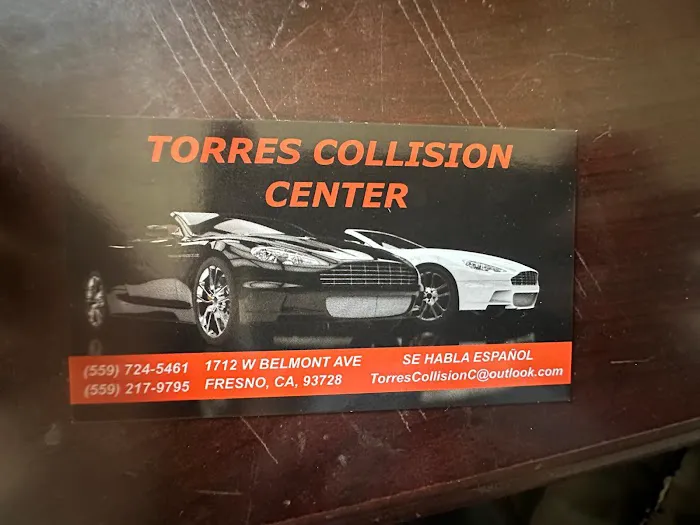 TORRES COLLISION
CENTER
(559) 724-5461
(559) 217-9795
1712 W BELMONT AVE
FRESNO, CA, 93728
SE HABLA ESPAÑOL
TorresCollisionC@outlook.com